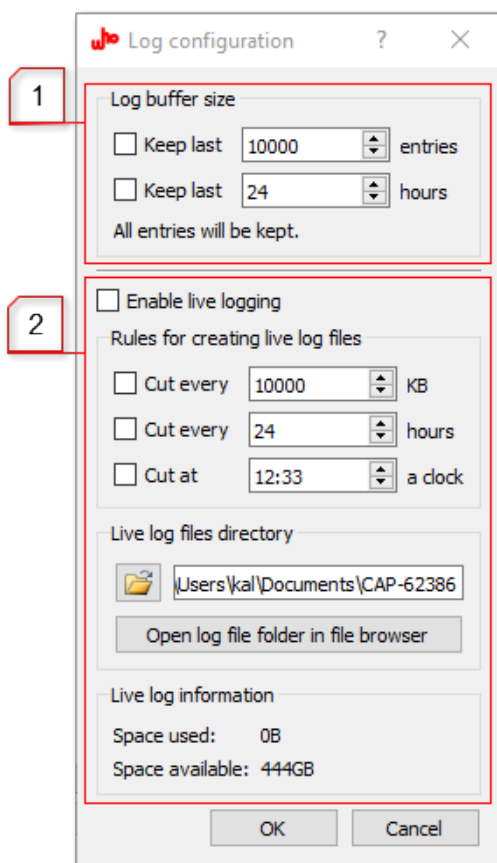 who Log configuration ? ×
1
Log buffer size
Keep last 10000 entries
Keep last 24 hours
All entries will be kept.
2
Enable live logging
Rules for creating live log files
Cut every 10000 KB
Cut every 24 hours
Cut at 12:33 a clock
Live log files directory
\Users\kal\Documents\CAP-62386
Open log file folder in file browser
Live log information
Space used: 0B
Space available: 444GB
OK Cancel